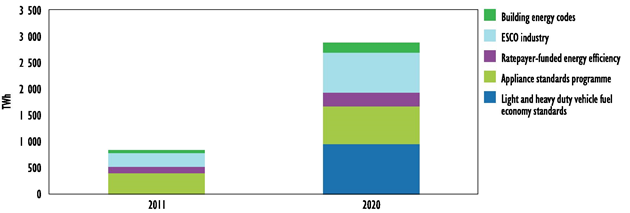 3 500
3 000
2 500
2 000
1 500
1 000
500
0
TWh
2011
2020
Building energy codes
ESCO industry
Ratepayer-funded energy efficiency
Appliance standards programme
Light and heavy duty vehicle fuel
economy standards